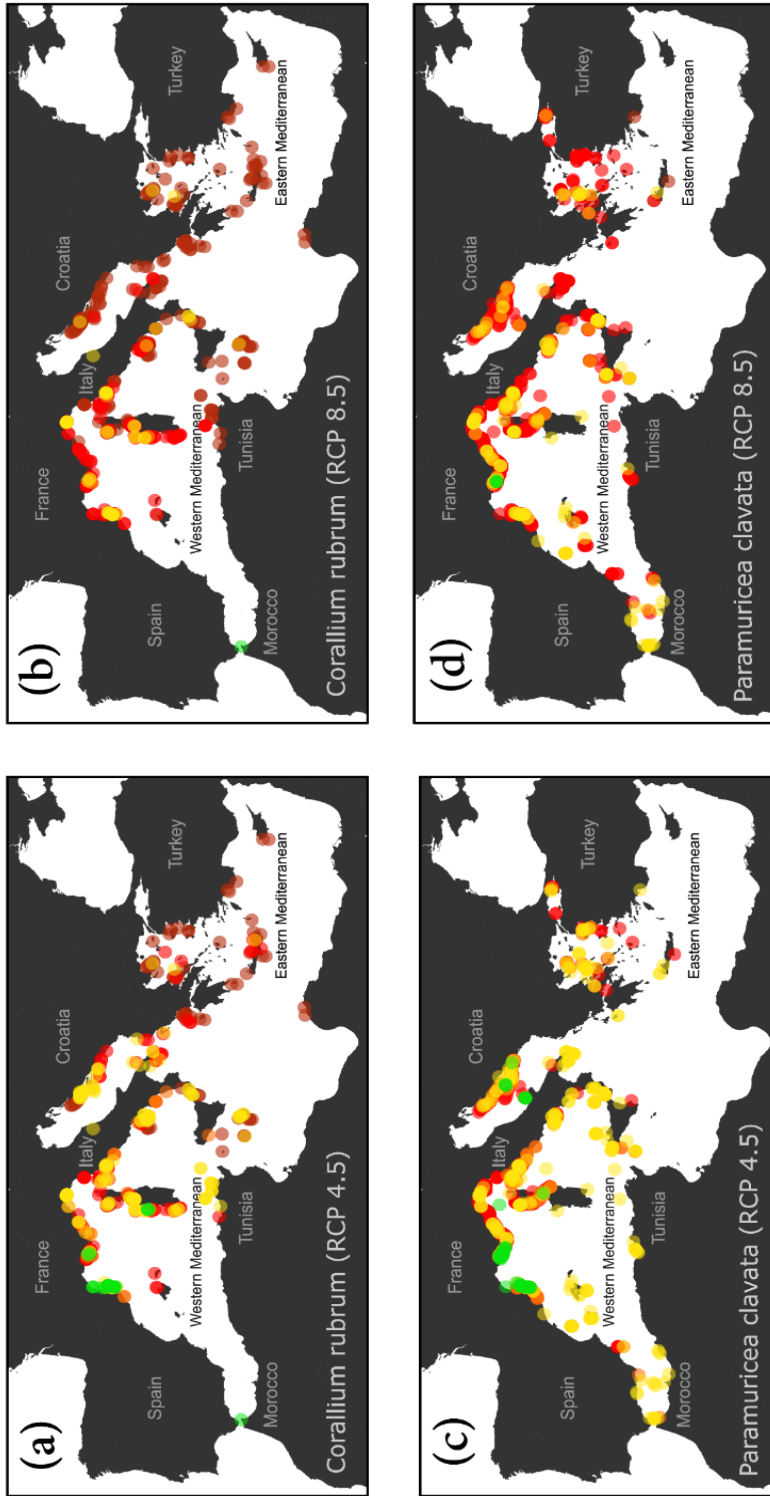 (a)
France
Croatia
Italy
Spain
Turkey
Western Mediterranean
Eastern Mediterranean
Morocco
Tunisia
Corallium rubrum (RCP 4.5)
(b)
France
Croatia
Italy
Spain
Turkey
Western Mediterranean
Eastern Mediterranean
Morocco
Tunisia
Corallium rubrum (RCP 8.5)
(c)
France
Croatia
Italy
Spain
Turkey
Western Mediterranean
Eastern Mediterranean
Morocco
Tunisia
Paramuricea clavata (RCP 4.5)
(d)
France
Croatia
Italy
Spain
Turkey
Western Mediterranean
Eastern Mediterranean
Morocco
Tunisia
Paramuricea clavata (RCP 8.5)